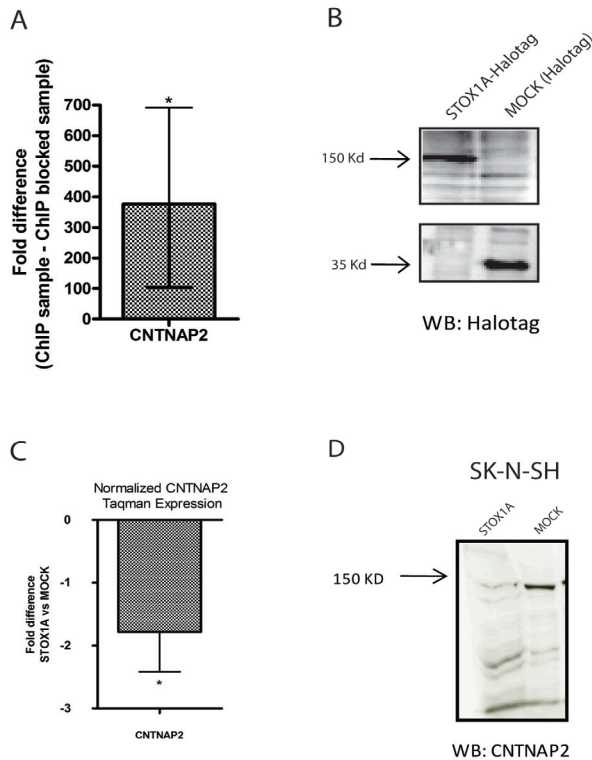 A
Fold difference
(ChIP sample - ChIP blocked sample)
700
600
500
400
300
200
100
0
*
CNTNAP2
B
STOX1A-Halotag
MOCK (Halotag)
150 Kd
35 Kd
WB: Halotag
C
Normalized CNTNAP2
Taqman Expression
Fold difference
STOX1A vs MOCK
0
-1
-2
-3
*
CNTNAP2
D
SK-N-SH
STOX1A
MOCK
150 KD
WB: CNTNAP2